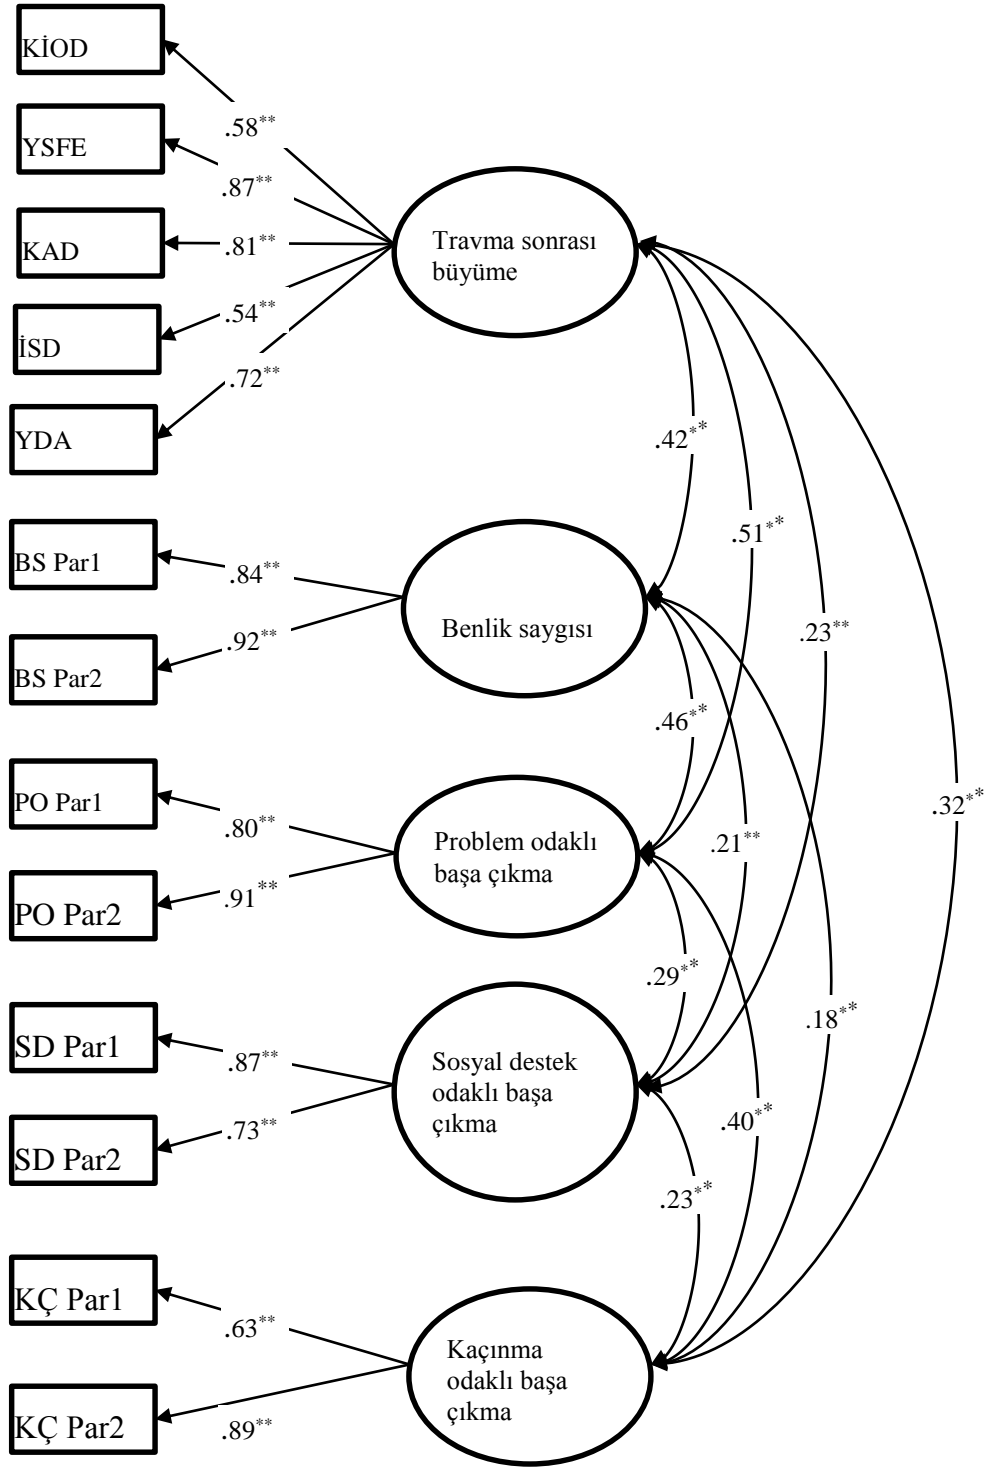 KİOD
.58**
YSFE
.87**
KAD
.81**
Travma sonrası
büyüme
İSD
.54**
.72**
YDA
.42**
BS Par1
.84**
.51**
Benlik saygısı
BS Par2
.92**
.23**
.46**
PO Par1
.80**
Problem odaklı
başa çıkma
.21**
.32**
PO Par2
.91**
.29**
.18**
SD Par1
.87**
Sosyal destek
odaklı başa
çıkma
SD Par2
.73**
.40**
.23**
KÇ Par1
.63**
Kaçınma
odaklı başa
çıkma
KÇ Par2
.89**